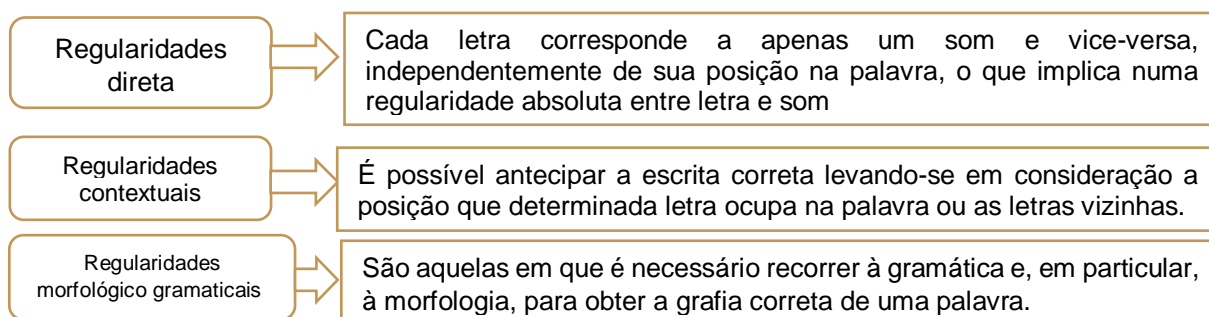 Regularidades
direta
Cada letra corresponde a apenas um som e vice-versa,
independentemente de sua posição na palavra, o que implica numa
regularidade absoluta entre letra e som
Regularidades
contextuais
É possível antecipar a escrita correta levando-se em consideração a
posição que determinada letra ocupa na palavra ou as letras vizinhas.
Regularidades
morfológico gramaticais
São aquelas em que é necessário recorrer à gramática e, em particular,
à morfologia, para obter a grafia correta de uma palavra.